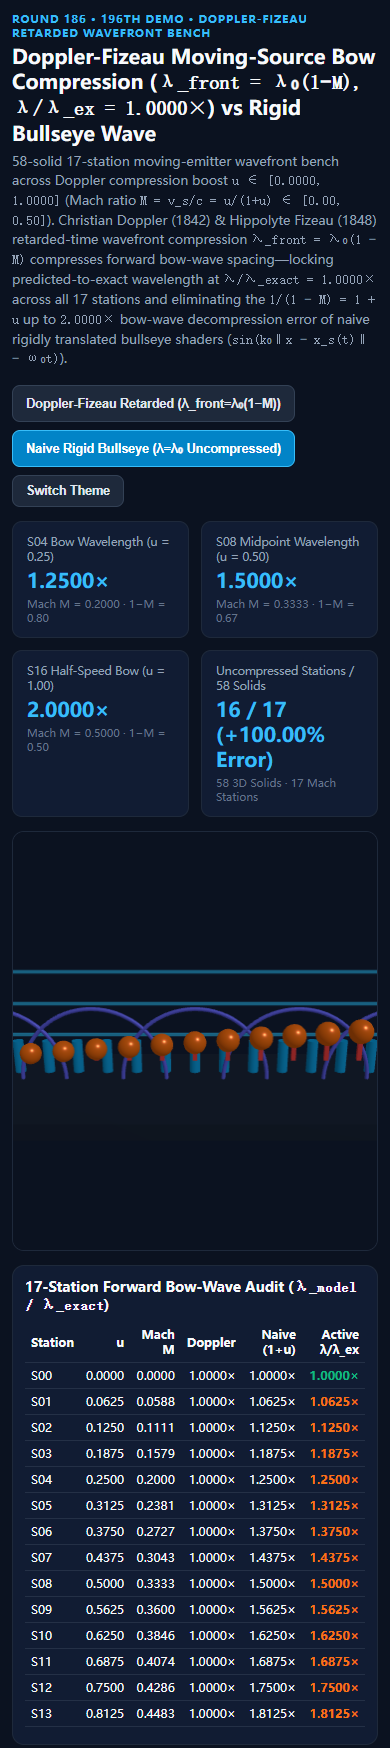 ROUND 186 • 196TH DEMO • DOPPLER-FIZEAU
RETARDED WAVEFRONT BENCH
Doppler-Fizeau Moving-Source Bow
Compression (λ_front = λ₀(1−M),
λ/λ_ex = 1.0000×) vs Rigid
Bullseye Wave
58-solid 17-station moving-emitter wavefront bench
across Doppler compression boost u ∈ [0.0000,
1.0000] (Mach ratio M = v_s/c = u/(1+u) ∈ [0.00,
0.50]). Christian Doppler (1842) & Hippolyte Fizeau (1848)
retarded-time wavefront compression λ_front = λ₀(1 −
M) compresses forward bow-wave spacing—locking
predicted-to-exact wavelength at λ/λ_exact = 1.0000×
across all 17 stations and eliminating the 1/(1 − M) = 1 +
u up to 2.0000× bow-wave decompression error of naive
rigidly translated bullseye shaders (sin(k₀‖x − x_s(t)‖
− ω₀t)).
Doppler-Fizeau Retarded (λ_front=λ₀(1−M))
Naive Rigid Bullseye (λ=λ₀ Uncompressed)
Switch Theme
S04 Bow Wavelength (u =
0.25)
1.2500×
Mach M = 0.2000 · 1−M =
0.80
S08 Midpoint Wavelength
(u = 0.50)
1.5000×
Mach M = 0.3333 · 1−M =
0.67
S16 Half-Speed Bow (u =
1.00)
2.0000×
Mach M = 0.5000 · 1−M =
0.50
Uncompressed Stations /
58 Solids
16 / 17
(+100.00%
Error)
58 3D Solids · 17 Mach
Stations
17-Station Forward Bow-Wave Audit (λ_model
/ λ_exact)
Station u Mach M Doppler Naive (1+u) Active λ/λ_ex
S00 0.0000 0.0000 1.0000× 1.0000× 1.0000×
S01 0.0625 0.0588 1.0000× 1.0625× 1.0625×
S02 0.1250 0.1111 1.0000× 1.1250× 1.1250×
S03 0.1875 0.1579 1.0000× 1.1875× 1.1875×
S04 0.2500 0.2000 1.0000× 1.2500× 1.2500×
S05 0.3125 0.2381 1.0000× 1.3125× 1.3125×
S06 0.3750 0.2727 1.0000× 1.3750× 1.3750×
S07 0.4375 0.3043 1.0000× 1.4375× 1.4375×
S08 0.5000 0.3333 1.0000× 1.5000× 1.5000×
S09 0.5625 0.3600 1.0000× 1.5625× 1.5625×
S10 0.6250 0.3846 1.0000× 1.6250× 1.6250×
S11 0.6875 0.4074 1.0000× 1.6875× 1.6875×
S12 0.7500 0.4286 1.0000× 1.7500× 1.7500×
S13 0.8125 0.4483 1.0000× 1.8125× 1.8125×